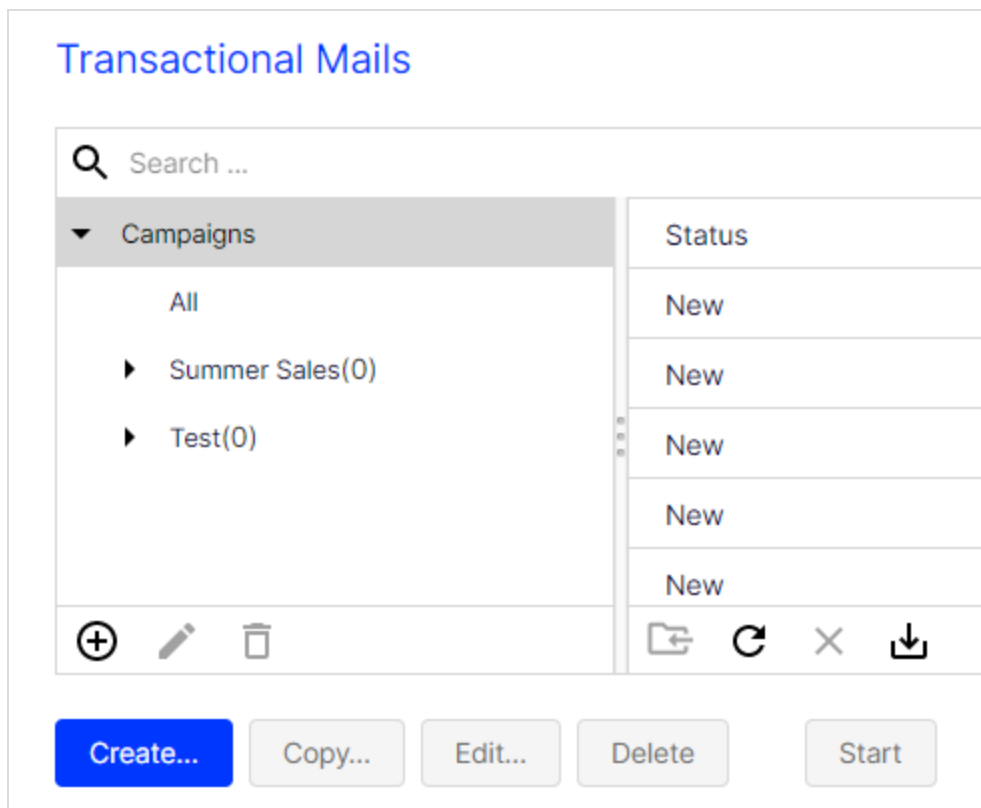 Transactional Mails
Search ...
Campaigns
All
Summer Sales(0)
Test(0)
Status
New
New
New
New
New
Create...
Copy...
Edit...
Delete
Start